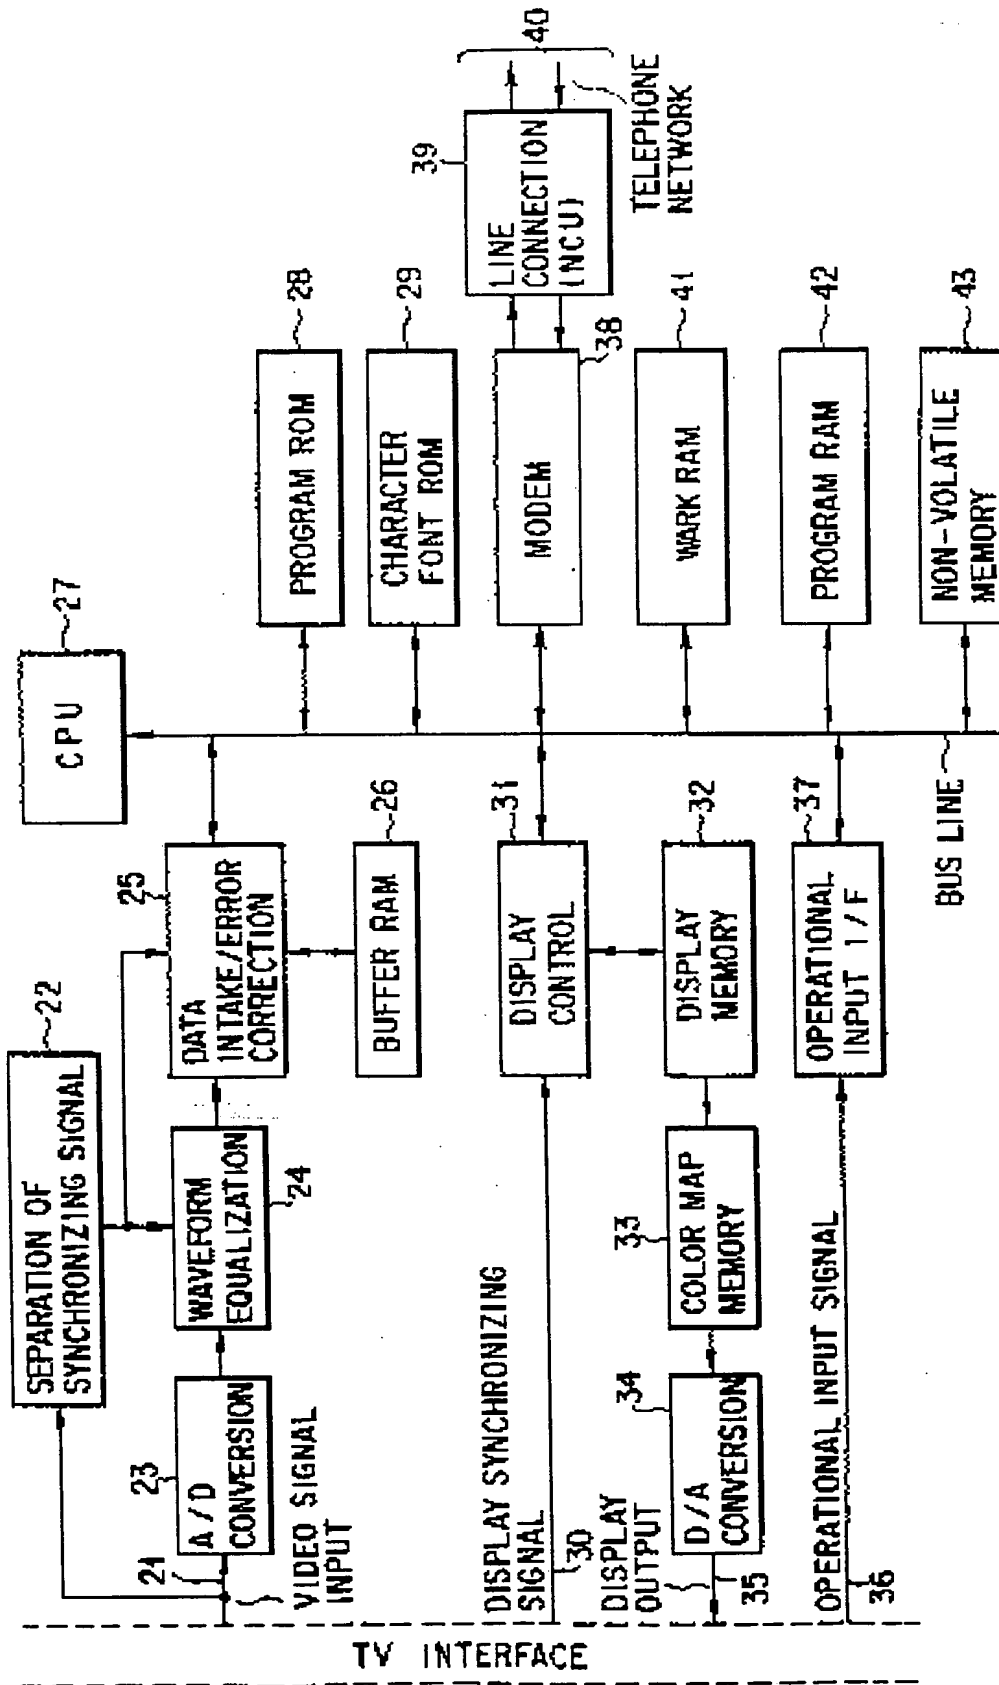 SEPARATION OF
SYNCHRONIZING SIGNAL
22
CPU
27
21
VIDEO SIGNAL
INPUT
A/D
CONVERSION
23
WAVEFORM
EQUALIZATION
24
DATA
INTAKE/ERROR
CORRECTION
25
BUFFER RAM
26
PROGRAM ROM
28
CHARACTER
FONT ROM
29
DISPLAY SYNCHRONIZING
SIGNAL
30
DISPLAY
CONTROL
31
MODEM
38
LINE
CONNECTION
(NCU)
39
40
TELEPHONE
NETWORK
DISPLAY
OUTPUT
35
D/A
CONVERSION
34
COLOR MAP
MEMORY
33
DISPLAY
MEMORY
32
WARK RAM
41
OPERATIONAL INPUT SIGNAL
36
OPERATIONAL
INPUT 1/F
37
PROGRAM RAM
42
NON-VOLATILE
MEMORY
43
BUS LINE
TV INTERFACE